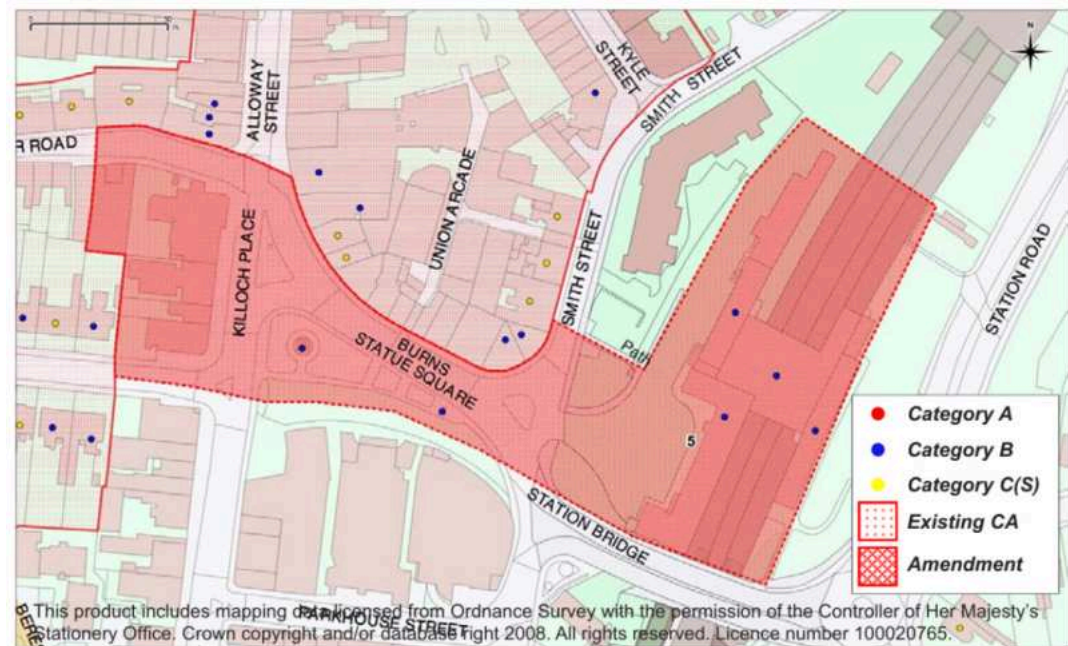 N
ALLOWAY
STREET
KYLE
STREET
SMITH STREET
R ROAD
UNION ARCADE
KILLOCH PLACE
SMITH STREET
STATION ROAD
BURNS
STATUE SQUARE
Path
5
STATION BRIDGE
PARKHOUSE STREET
BERES
Category A
Category B
Category C(S)
Existing CA
Amendment
This product includes mapping data licensed from Ordnance Survey with the permission of the Controller of Her Majesty's
Stationery Office. Crown copyright and/or database right 2008. All rights reserved. Licence number 100020765.